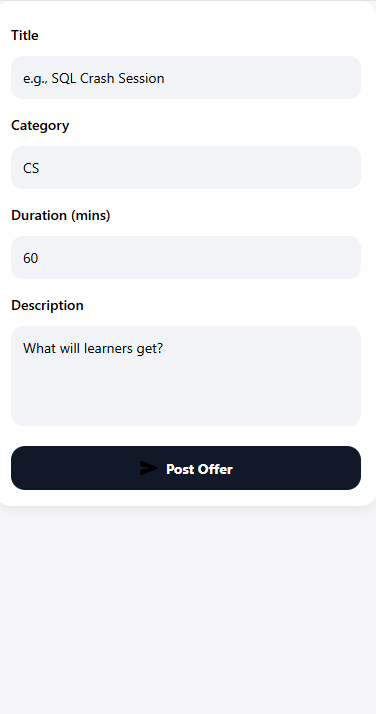 Title
e.g., SQL Crash Session
Category
CS
Duration (mins)
60
Description
What will learners get?
Post Offer